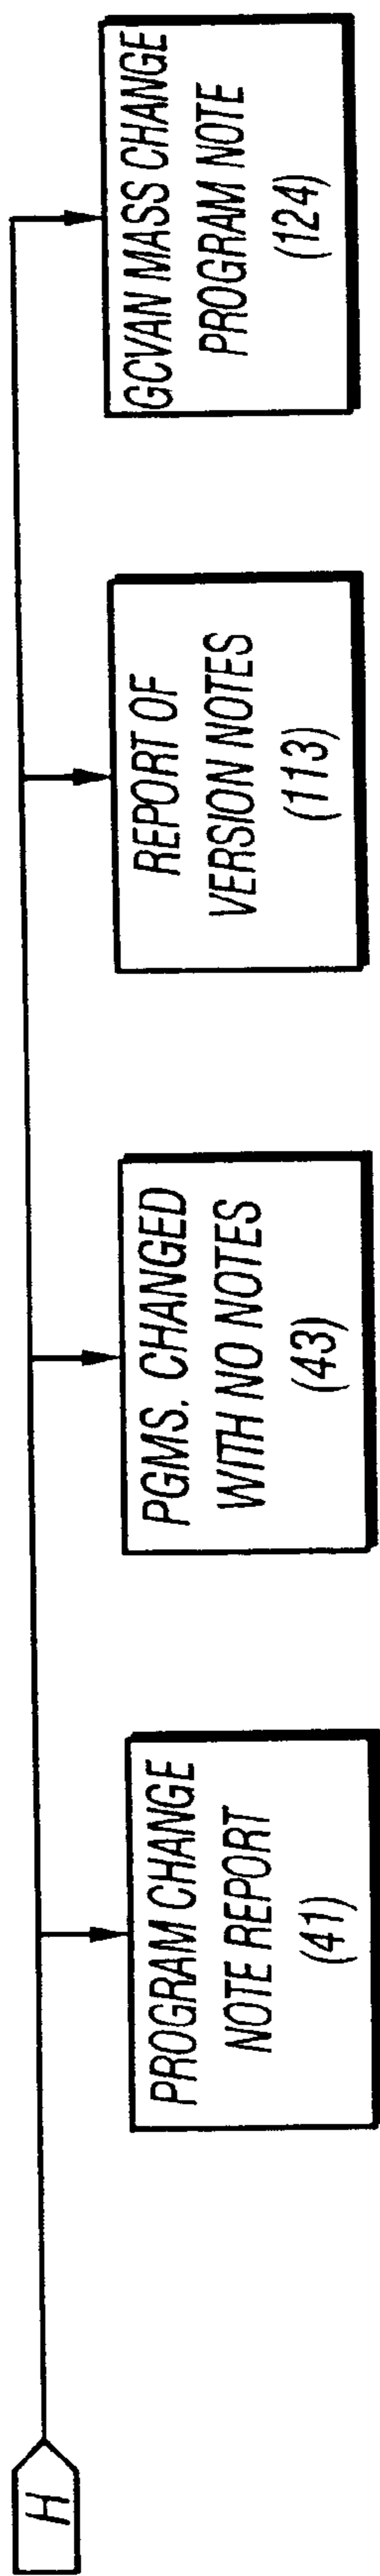 H
PROGRAM CHANGE
NOTE REPORT
(41)
PGMS. CHANGED
WITH NO NOTES
(43)
REPORT OF
VERSION NOTES
(113)
GCVAN MASS CHANGE
PROGRAM NOTE
(124)